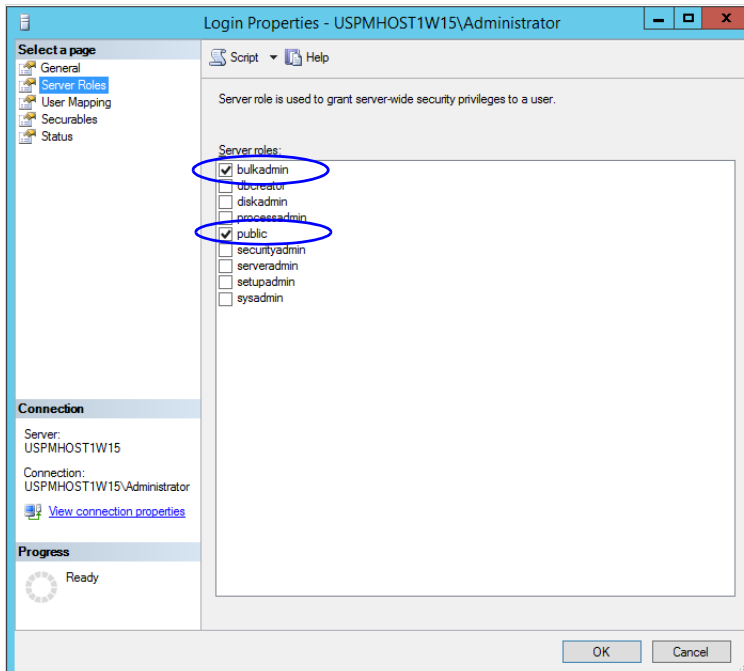 Login Properties - USPMHOST1W15\Administrator
x
Select a page
General
Server Roles
User Mapping
Securables
Status
Script
Help
Server role is used to grant server-wide security privileges to a user.
Server roles:
bulkadmin
dbcreator
diskadmin
processadmin
public
securityadmin
serveradmin
setupadmin
sysadmin
Connection
Server:
USPMHOST1W15
Connection:
USPMHOST1W15\Administrator
View connection properties
Progress
Ready
OK
Cancel